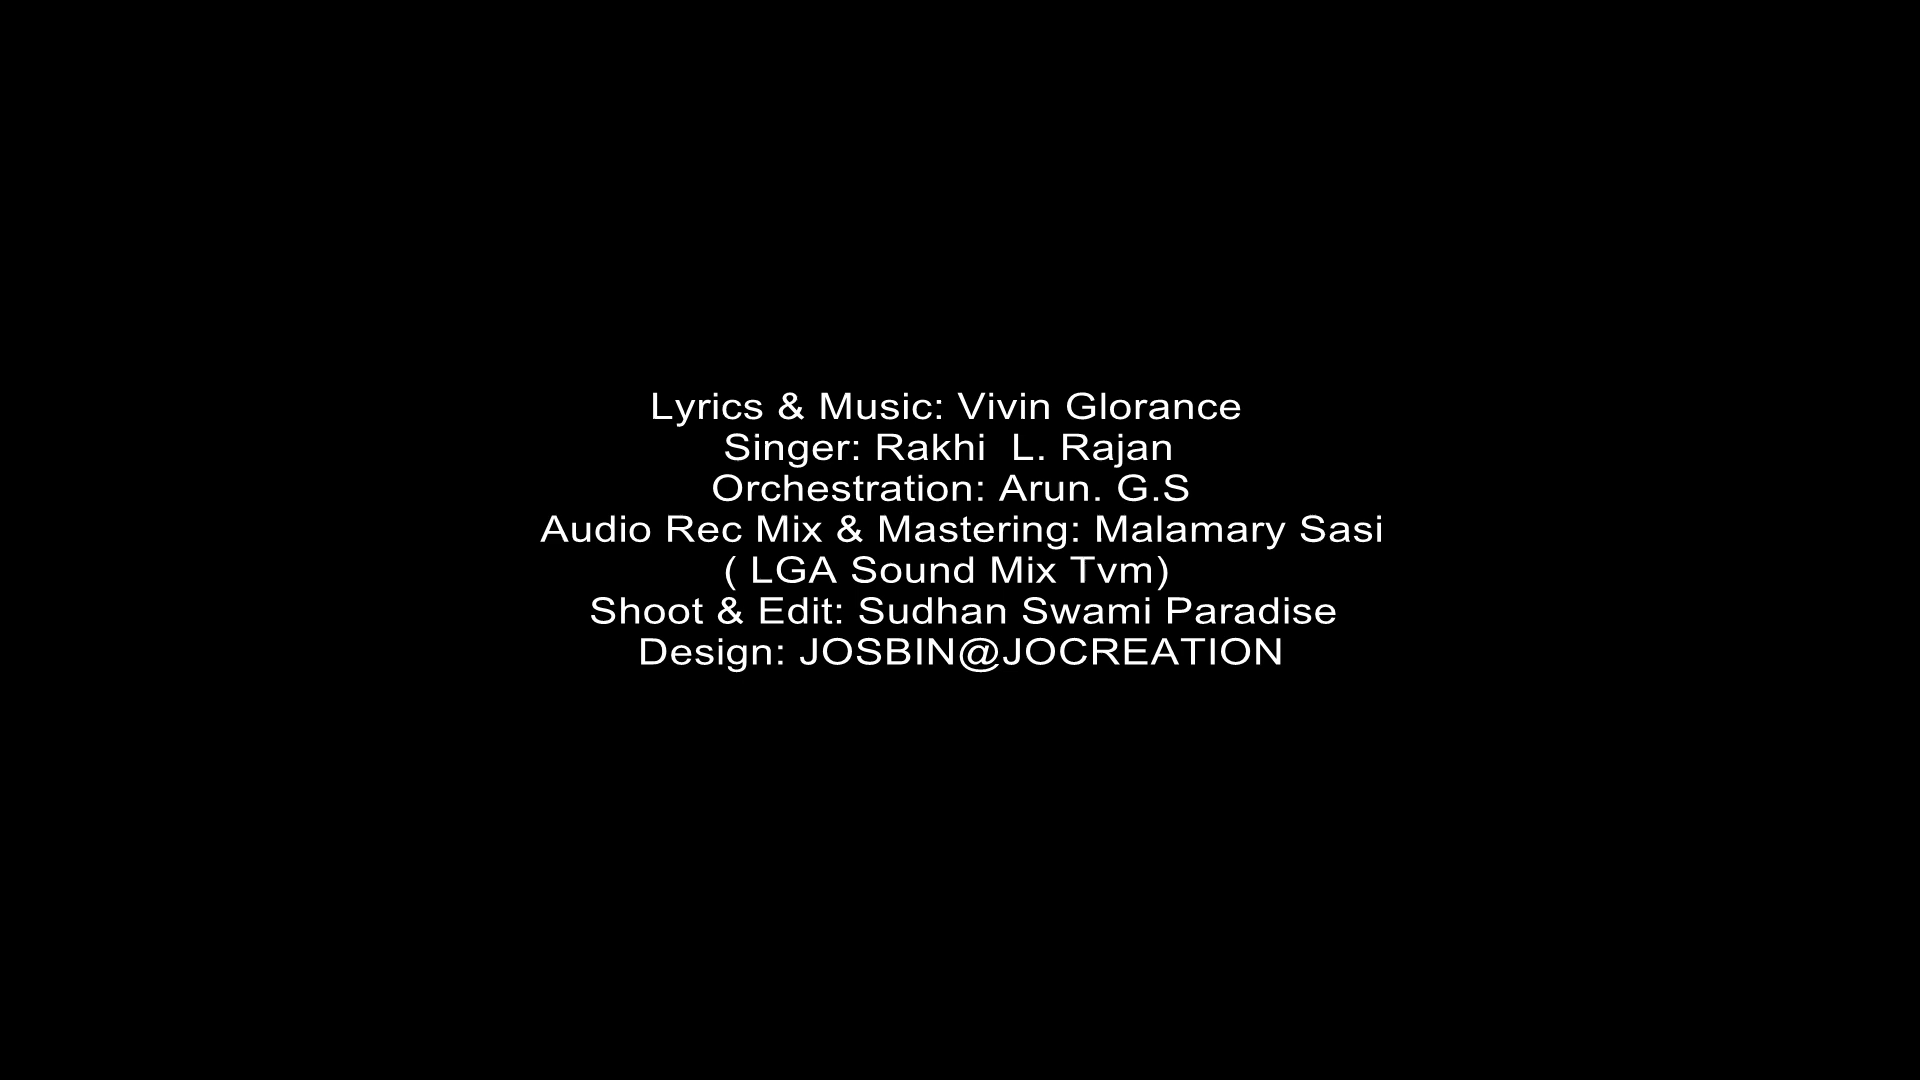 Lyrics & Music: Vivin Glorance
Singer: Rakhi  L. Rajan
Orchestration: Arun. G.S
Audio Rec Mix & Mastering: Malamary Sasi
( LGA Sound Mix Tvm)
Shoot & Edit: Sudhan Swami Paradise
Design: JOSBIN@JOCREATION